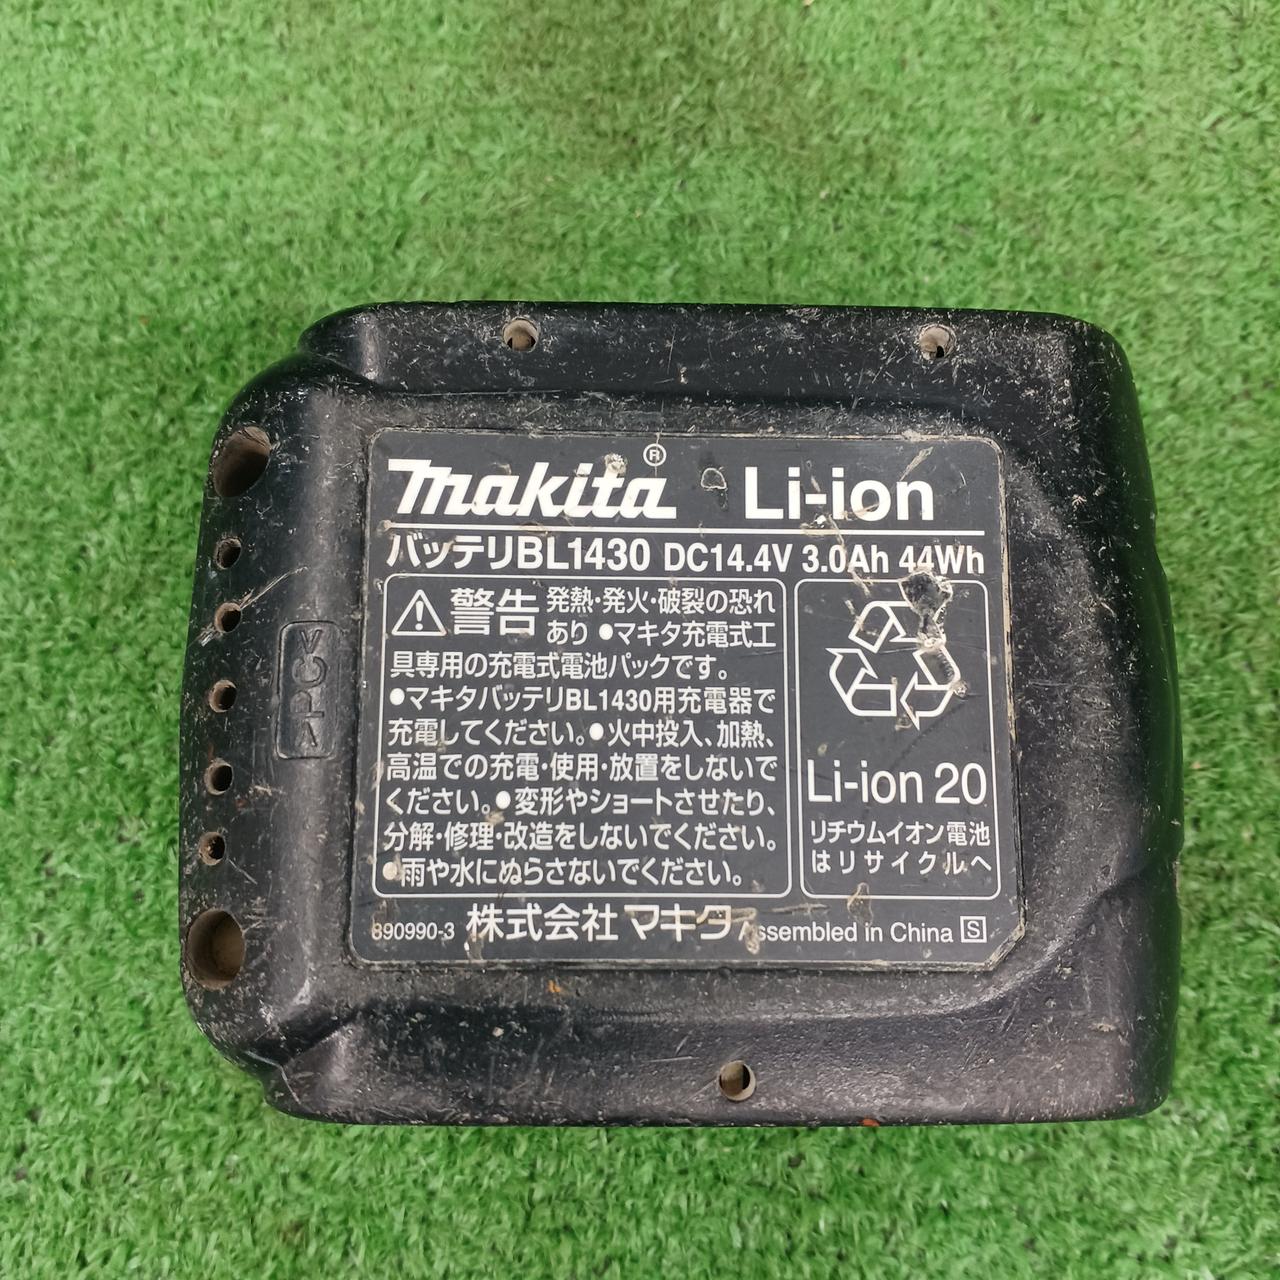 makita® Li-ion
バッテリBL1430 DC14.4V 3.0Ah 44Wh
警告 発熱・発火・破裂の恐れ
あり ●マキタ充電式工
具専用の充電式電池パックです。
●マキタバッテリBL1430用充電器で
充電してください。●火中投入、加熱、
高温での充電・使用・放置をしないで
ください。●変形やショートさせたり、
分解・修理・改造をしないでください。
●雨や水にぬらさないでください。
Li-ion 20
リチウムイオン電池
はリサイクルへ
890990-3 株式会社マキタ Assembled in China S
>PC<